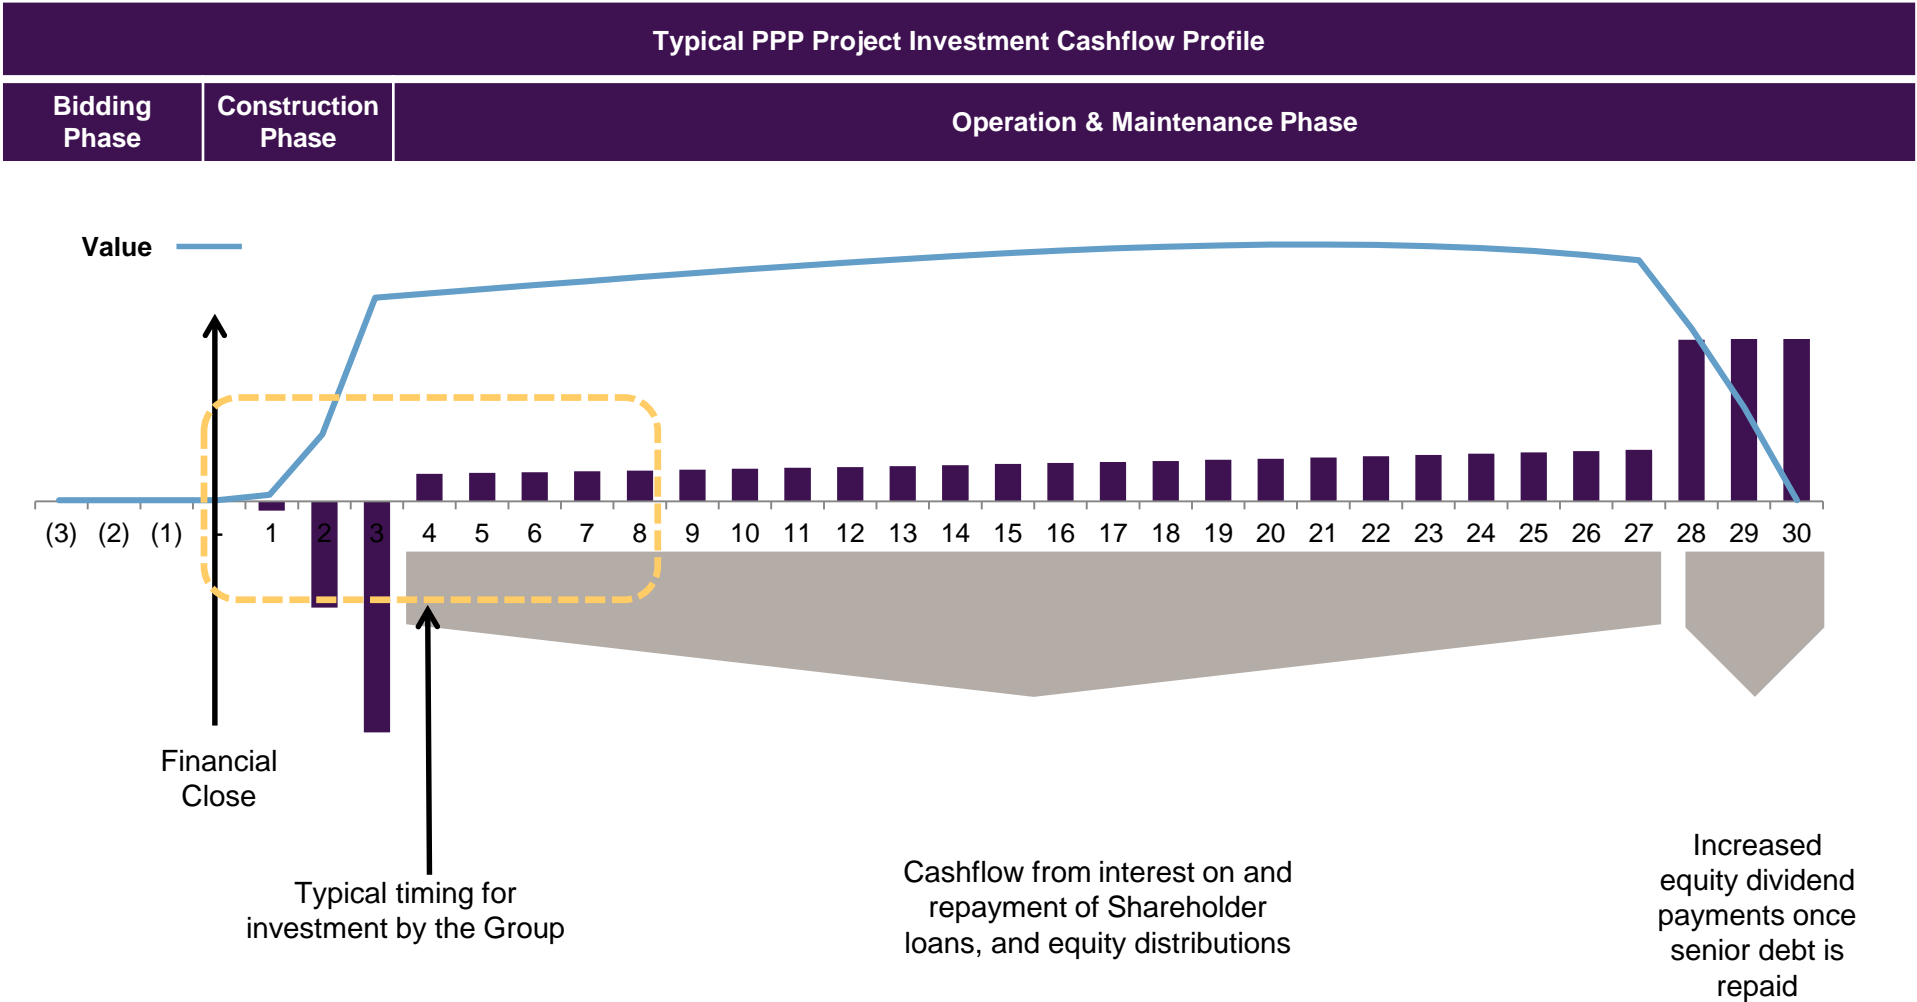 Typical PPP Project Investment Cashflow Profile
Bidding
Phase
Construction
Phase
Operation & Maintenance Phase
Value
(3) (2) (1) - 1 2 3 4 5 6 7 8 9 10 11 12 13 14 15 16 17 18 19 20 21 22 23 24 25 26 27 28 29 30
Financial
Close
Typical timing for
investment by the Group
Cashflow from interest on and
repayment of Shareholder
loans, and equity distributions
Increased
equity dividend
payments once
senior debt is
repaid